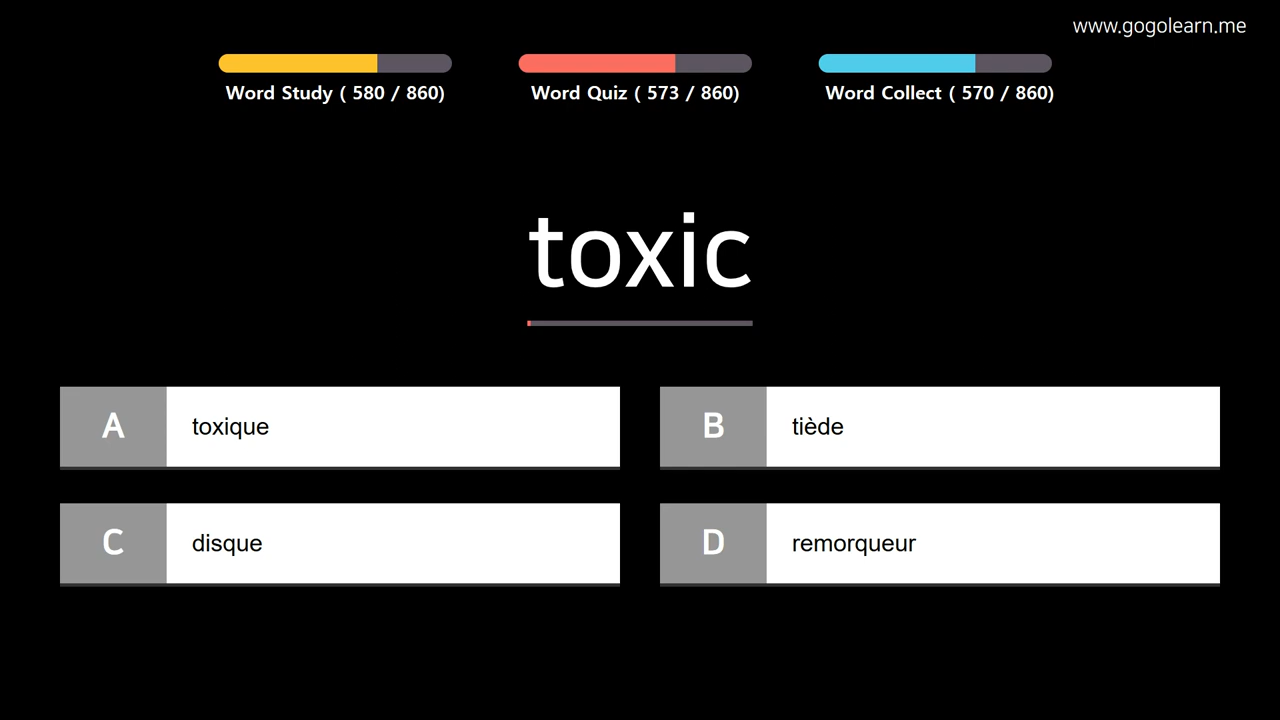 www.gogolearn.me
Word Study ( 580 / 860)
Word Quiz ( 573 / 860)
Word Collect ( 570 / 860)
toxic
A toxique
B tiède
C disque
D remorqueur